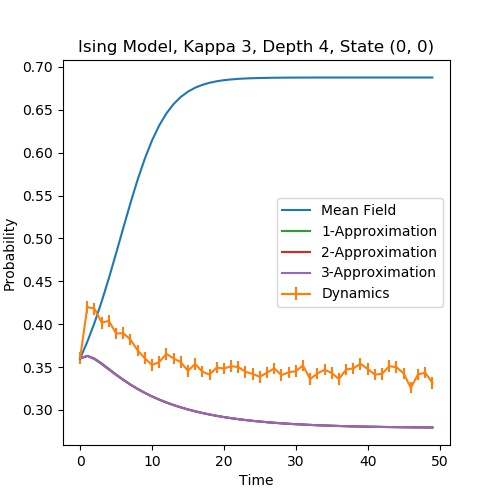 Ising Model, Kappa 3, Depth 4, State (0, 0)
0.70
0.65
0.60
0.55
0.50
0.45
0.40
0.35
0.30
Probability
Mean Field
1-Approximation
2-Approximation
3-Approximation
Dynamics
0 10 20 30 40 50
Time